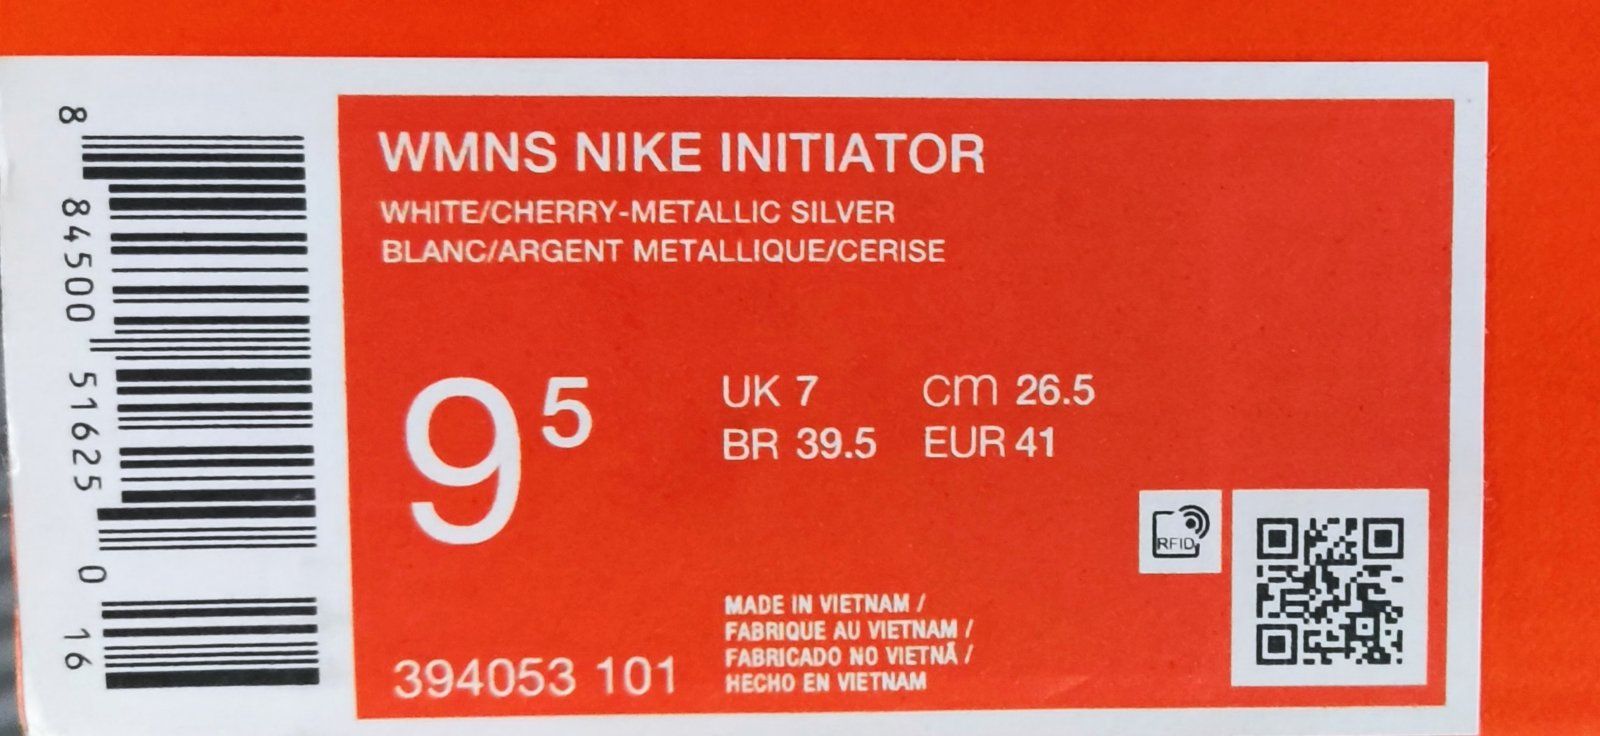 8 84500 51625 0 16
WMNS NIKE INITIATOR
WHITE/CHERRY-METALLIC SILVER
BLANC/ARGENT METALLIQUE/CERISE
9 5
UK 7 cm 26.5
BR 39.5 EUR 41
RFID
MADE IN VIETNAM /
FABRIQUE AU VIETNAM /
FABRICADO NO VIETNÃ /
HECHO EN VIETNAM
394053 101